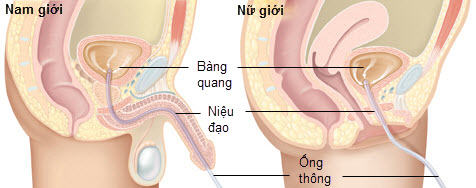 Nam giới
Nữ giới
Bàng
quang
Niệu
đạo
Ống
thông